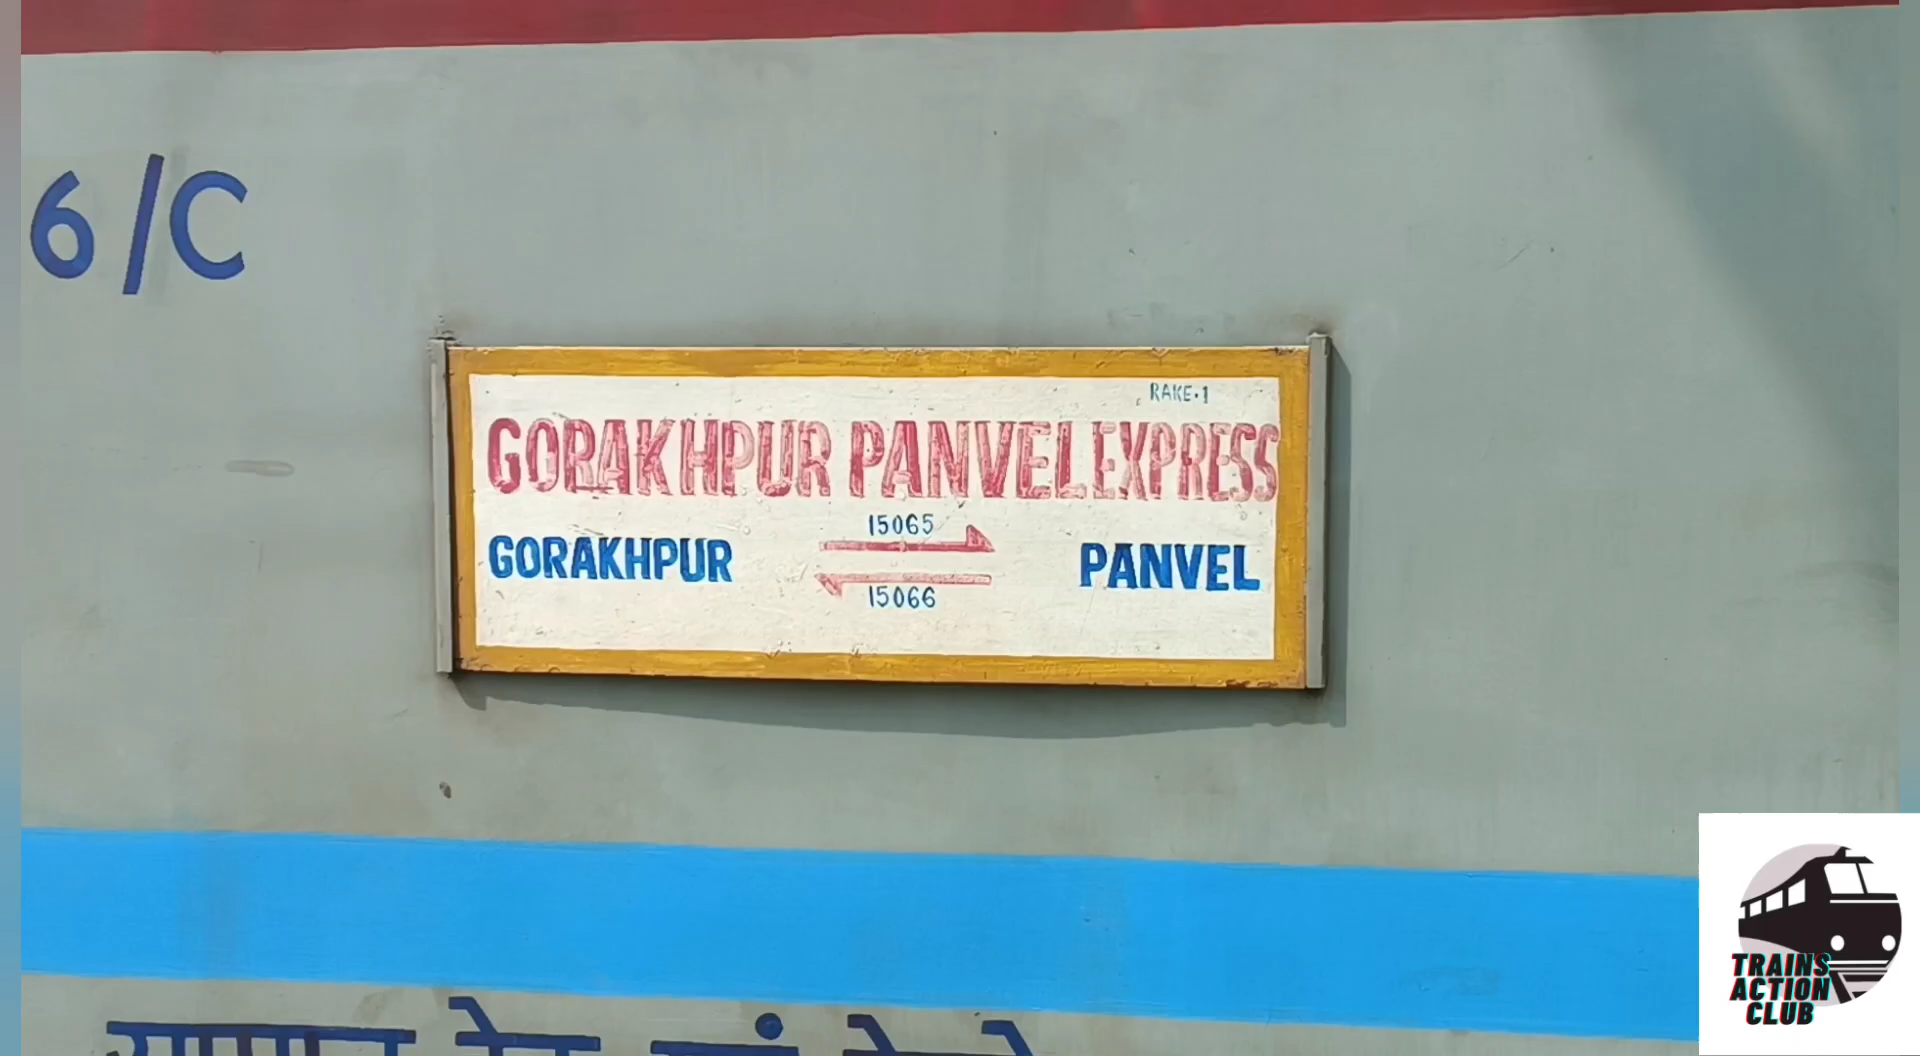 6/C
RAKE-1
GORAKHPUR PANVEL EXPRESS
15065
GORAKHPUR PANVEL
15066
TRAINS
ACTION
CLUB